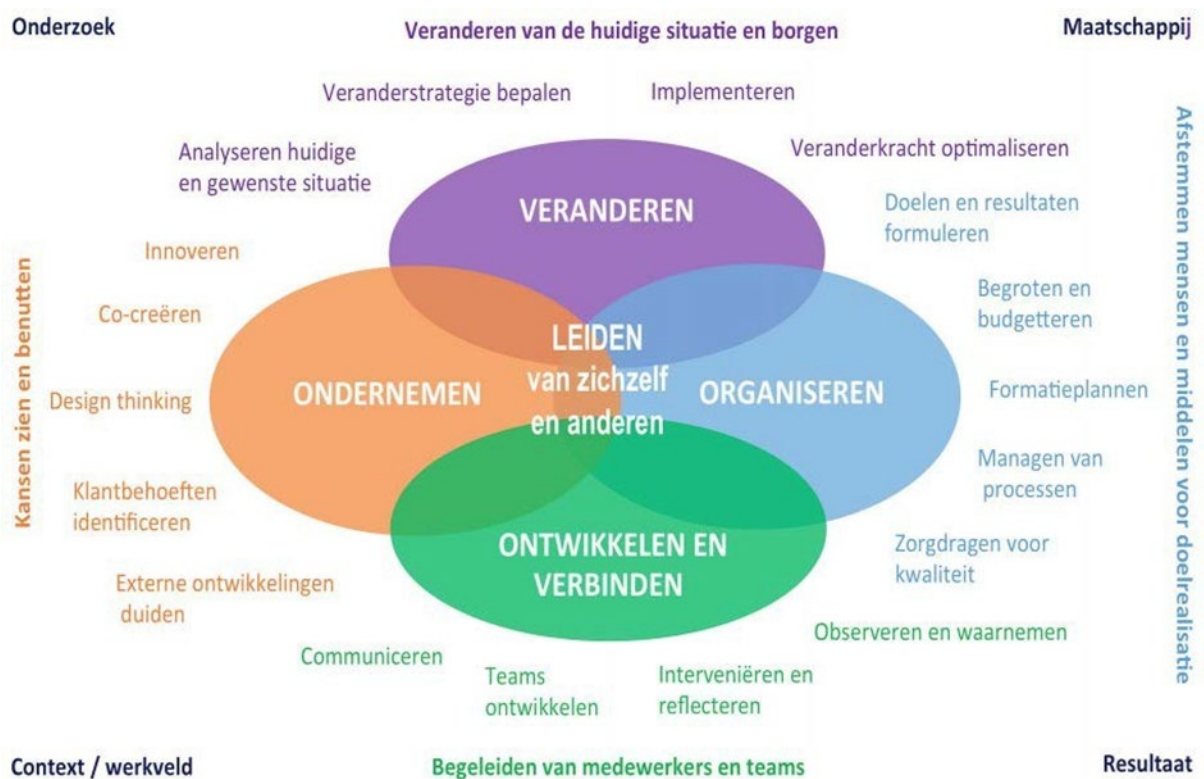 Onderzoek
Veranderen van de huidige situatie en borgen
Maatschappij
Veranderstrategie bepalen
Implementeren
Analyseren huidige
en gewenste situatie
Veranderkracht optimaliseren
VERANDEREN
Doelen en resultaten
formuleren
Innoveren
Begroten en
budgetteren
Co-creëren
Kansen zien en benutten
Afstemmen mensen en middelen voor doelrealisatie
LEIDEN
van zichzelf
en anderen
Design thinking
ONDERNEMEN
ORGANISEREN
Formatieplannen
Klantbehoeften
identificeren
Managen van
processen
ONTWIKKELEN EN
VERBINDEN
Zorgdragen voor
kwaliteit
Externe ontwikkelingen
duiden
Observeren en waarnemen
Communiceren
Teams
ontwikkelen
Interveniëren en
reflecteren
Context / werkveld
Begeleiden van medewerkers en teams
Resultaat